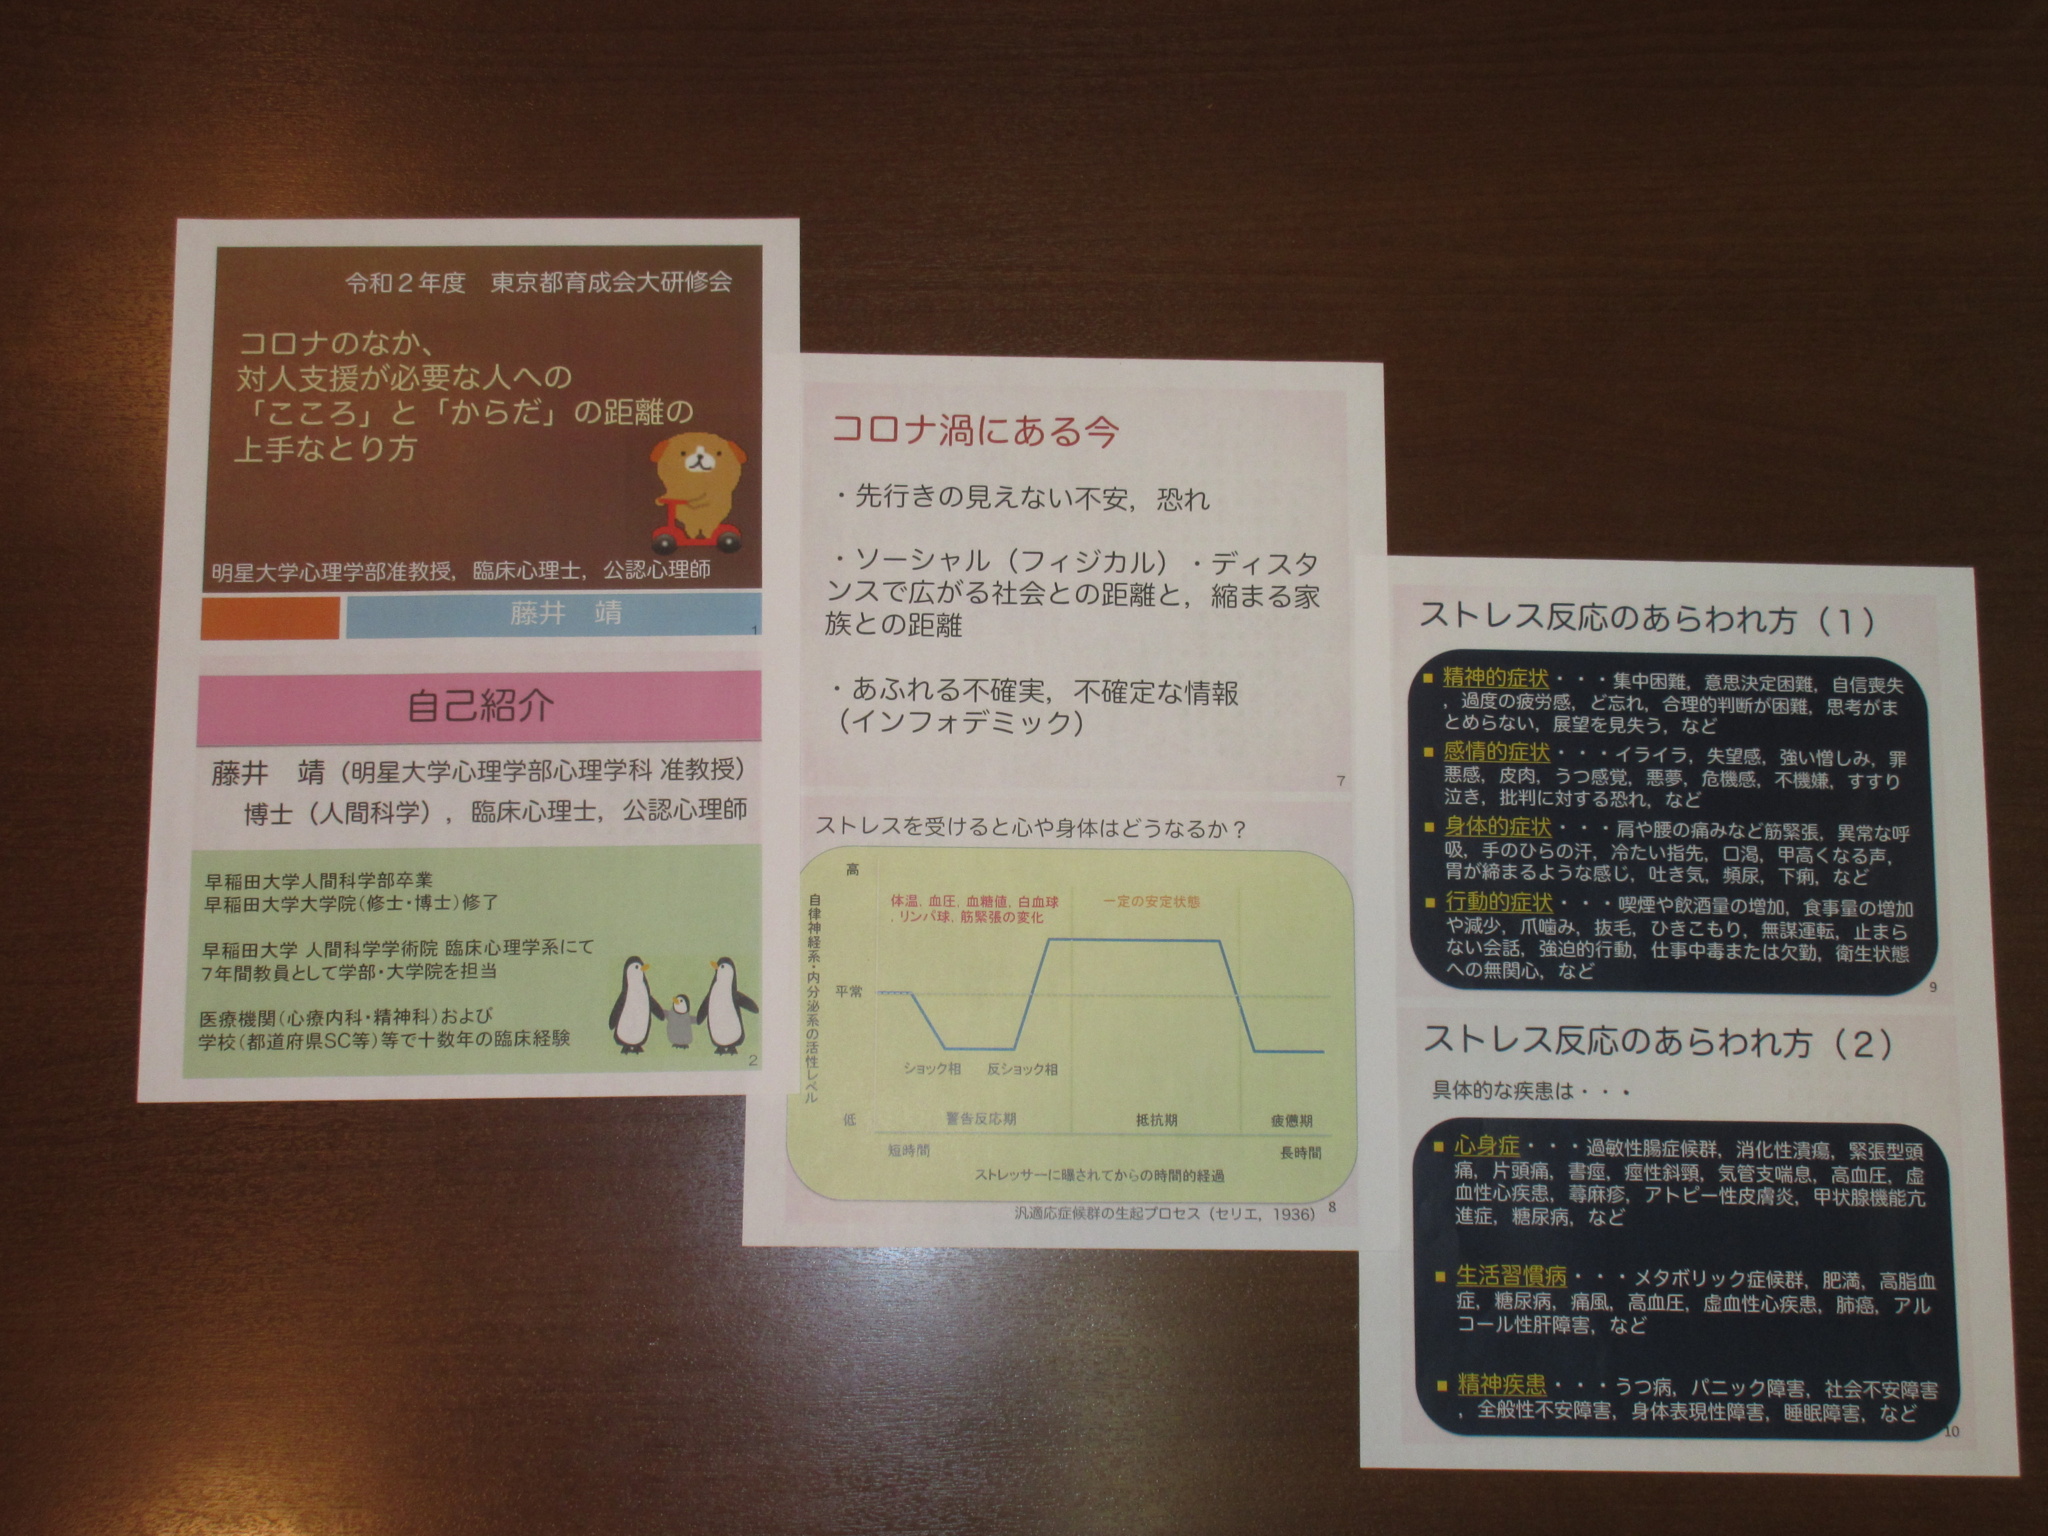 令和２年度　東京都育成会大研修会
コロナのなか、
対人支援が必要な人への
「こころ」と「からだ」の距離の
上手なとり方
明星大学心理学部准教授，臨床心理士，公認心理師
藤井　靖
1
自己紹介
藤井　靖（明星大学心理学部心理学科 准教授）
博士（人間科学），臨床心理士，公認心理師
早稲田大学人間科学部卒業
早稲田大学大学院（修士・博士）修了
早稲田大学 人間科学学術院 臨床心理学系にて
７年間教員として学部・大学院を担当
医療機関（心療内科・精神科）および
学校（都道府県SC等）等で十数年の臨床経験
2
コロナ渦にある今
・先行きの見えない不安，恐れ
・ソーシャル（フィジカル）・ディスタ
ンスで広がる社会との距離と，縮まる家
族との距離
・あふれる不確実，不確定な情報
（インフォデミック）
7
ストレスを受けると心や身体はどうなるか？
自律神経系・内分泌系の活性レベル
高
体温，血圧，血糖値，白血球
，リンパ球，筋緊張の変化
一定の安定状態
平常
ショック相
反ショック相
低
警告反応期
抵抗期
疲憊期
短時間
長時間
ストレッサーに曝されてからの時間的経過
汎適応症候群の生起プロセス（セリエ，1936）
8
ストレス反応のあらわれ方（１）
■ 精神的症状・・・集中困難，意思決定困難，自信喪失
，過度の疲労感，ど忘れ，合理的判断が困難，思考がま
とめらない，展望を見失う，など
■ 感情的症状・・・イライラ，失望感，強い憎しみ，罪
悪感，皮肉，うつ感覚，悪夢，危機感，不機嫌，すすり
泣き，批判に対する恐れ，など
■ 身体的症状・・・肩や腰の痛みなど筋緊張，異常な呼
吸，手のひらの汗，冷たい指先，口渇，甲高くなる声，
胃が締まるような感じ，吐き気，頻尿，下痢，など
■ 行動的症状・・・喫煙や飲酒量の増加，食事量の増加
や減少，爪噛み，抜毛，ひきこもり，無謀運転，止まら
ない会話，強迫的行動，仕事中毒または欠勤，衛生状態
への無関心，など
9
ストレス反応のあらわれ方（２）
具体的な疾患は・・・
■ 心身症・・・過敏性腸症候群，消化性潰瘍，緊張型頭
痛，片頭痛，書痙，痙性斜頸，気管支喘息，高血圧，虚
血性心疾患，蕁麻疹，アトピー性皮膚炎，甲状腺機能亢
進症，糖尿病，など
■ 生活習慣病・・・メタボリック症候群，肥満，高脂血
症，糖尿病，痛風，高血圧，虚血性心疾患，肺癌，アル
コール性肝障害，など
■ 精神疾患・・・うつ病，パニック障害，社会不安障害
，全般性不安障害，身体表現性障害，睡眠障害，など
10